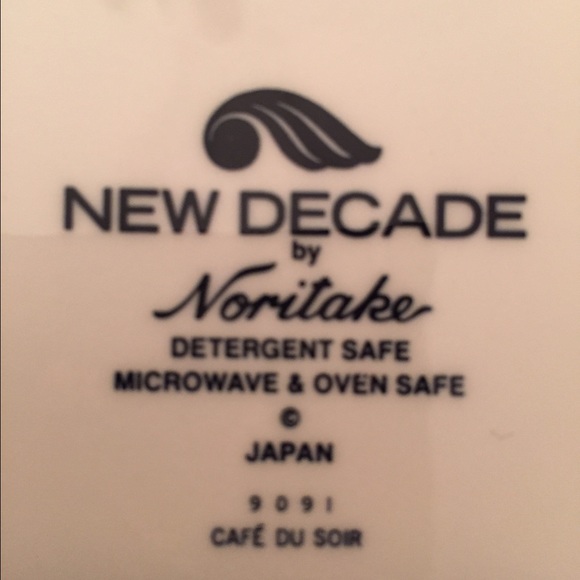 NEW DECADE
by
Noritake
DETERGENT SAFE
MICROWAVE & OVEN SAFE
©
JAPAN
9091
CAFÉ DU SOIR